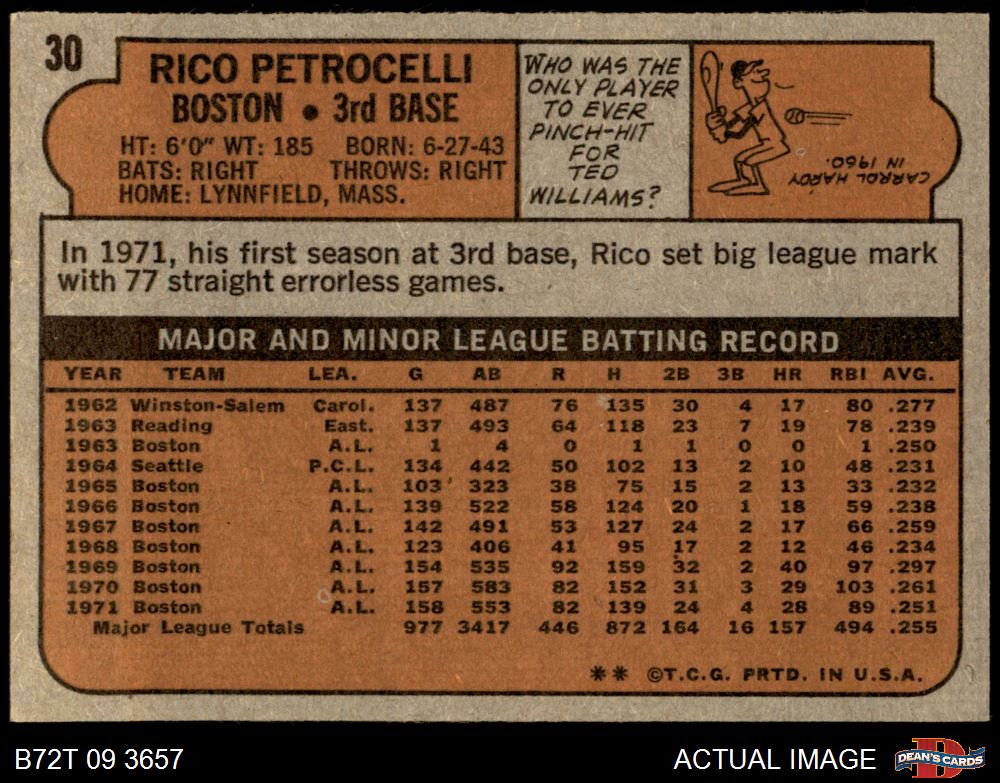 30
RICO PETROCELLI
BOSTON • 3rd BASE
HT: 6'0" WT: 185 BORN: 6-27-43
BATS: RIGHT THROWS: RIGHT
HOME: LYNNFIELD, MASS.
WHO WAS THE
ONLY PLAYER
TO EVER
PINCH-HIT
FOR
TED
WILLIAMS?
CARROL HARDY
IN 1960.
In 1971, his first season at 3rd base, Rico set big league mark
with 77 straight errorless games.
MAJOR AND MINOR LEAGUE BATTING RECORD
YEAR TEAM LEA. G AB R H 2B 3B HR RBI AVG.
1962 Winston-Salem Carol. 137 487 76 135 30 4 17 80 .277
1963 Reading East. 137 493 64 118 23 7 19 78 .239
1963 Boston A.L. 1 4 0 1 1 0 0 1 .250
1964 Seattle P.C.L. 134 442 50 102 13 2 10 48 .231
1965 Boston A.L. 103 323 38 75 15 2 13 33 .232
1966 Boston A.L. 139 522 58 124 20 1 18 59 .238
1967 Boston A.L. 142 491 53 127 24 2 17 66 .259
1968 Boston A.L. 123 406 41 95 17 2 12 46 .234
1969 Boston A.L. 154 535 92 159 32 2 40 97 .297
1970 Boston A.L. 157 583 82 152 31 3 29 103 .261
1971 Boston A.L. 158 553 82 139 24 4 28 89 .251
Major League Totals 977 3417 446 872 164 16 157 494 .255
** ©T.C.G. PRTD. IN U.S.A.
B72T 09 3657
ACTUAL IMAGE
D
DEAN'S CARDS